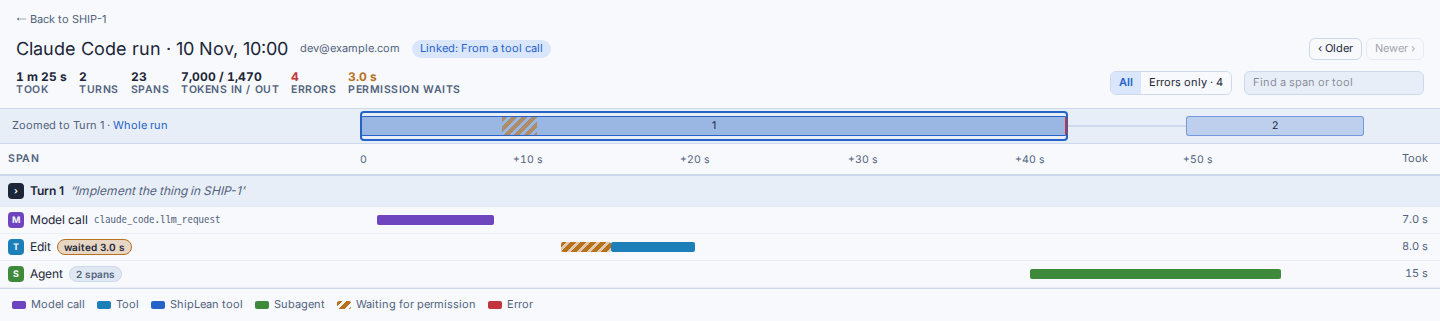 ← Back to SHIP-1
Claude Code run · 10 Nov, 10:00 dev@example.com Linked: From a tool call ‹ Older Newer ›
1 m 25 s 2 23 7,000 / 1,470 4 3.0 s
TOOK TURNS SPANS TOKENS IN / OUT ERRORS PERMISSION WAITS
All Errors only · 4 Find a span or tool
Zoomed to Turn 1 · Whole run 1 2
SPAN 0 +10 s +20 s +30 s +40 s +50 s Took
› Turn 1 "Implement the thing in SHIP-1"
M Model call claude_code.llm_request 7.0 s
T Edit waited 3.0 s 8.0 s
S Agent 2 spans 15 s
Model call Tool ShipLean tool Subagent Waiting for permission Error